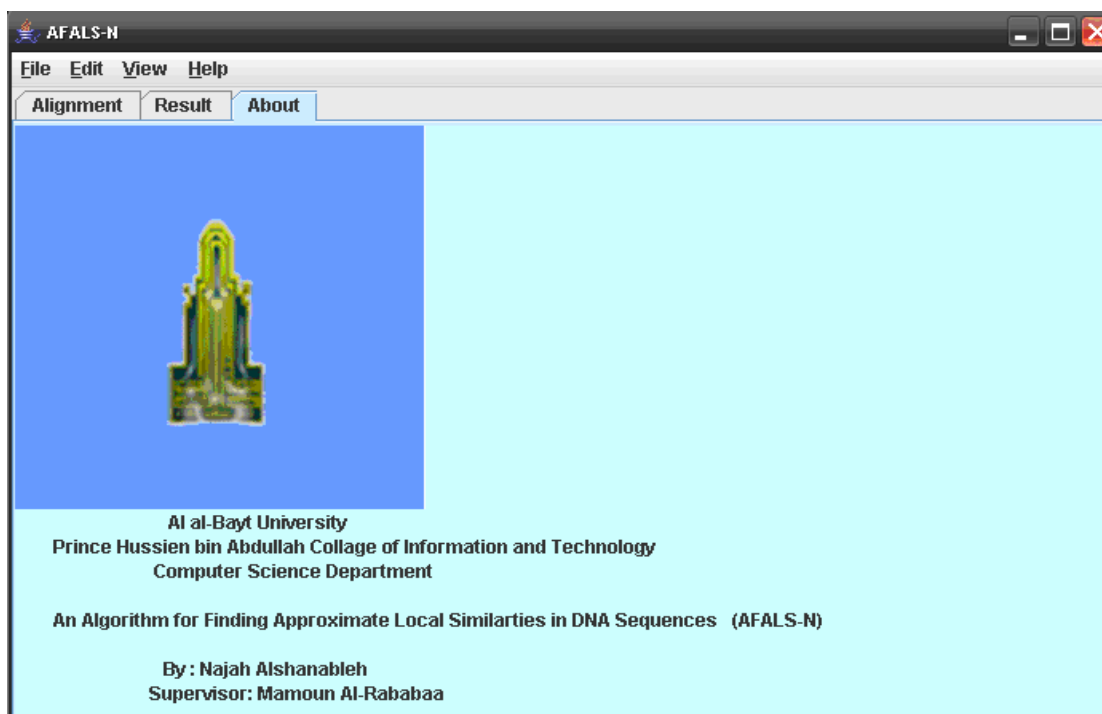 AFALS-N
File Edit View Help
Alignment Result About
Al al-Bayt University
Prince Hussien bin Abdullah Collage of Information and Technology
Computer Science Department
An Algorithm for Finding Approximate Local Similarties in DNA Sequences (AFALS-N)
By : Najah Alshanableh
Supervisor: Mamoun Al-Rababaa